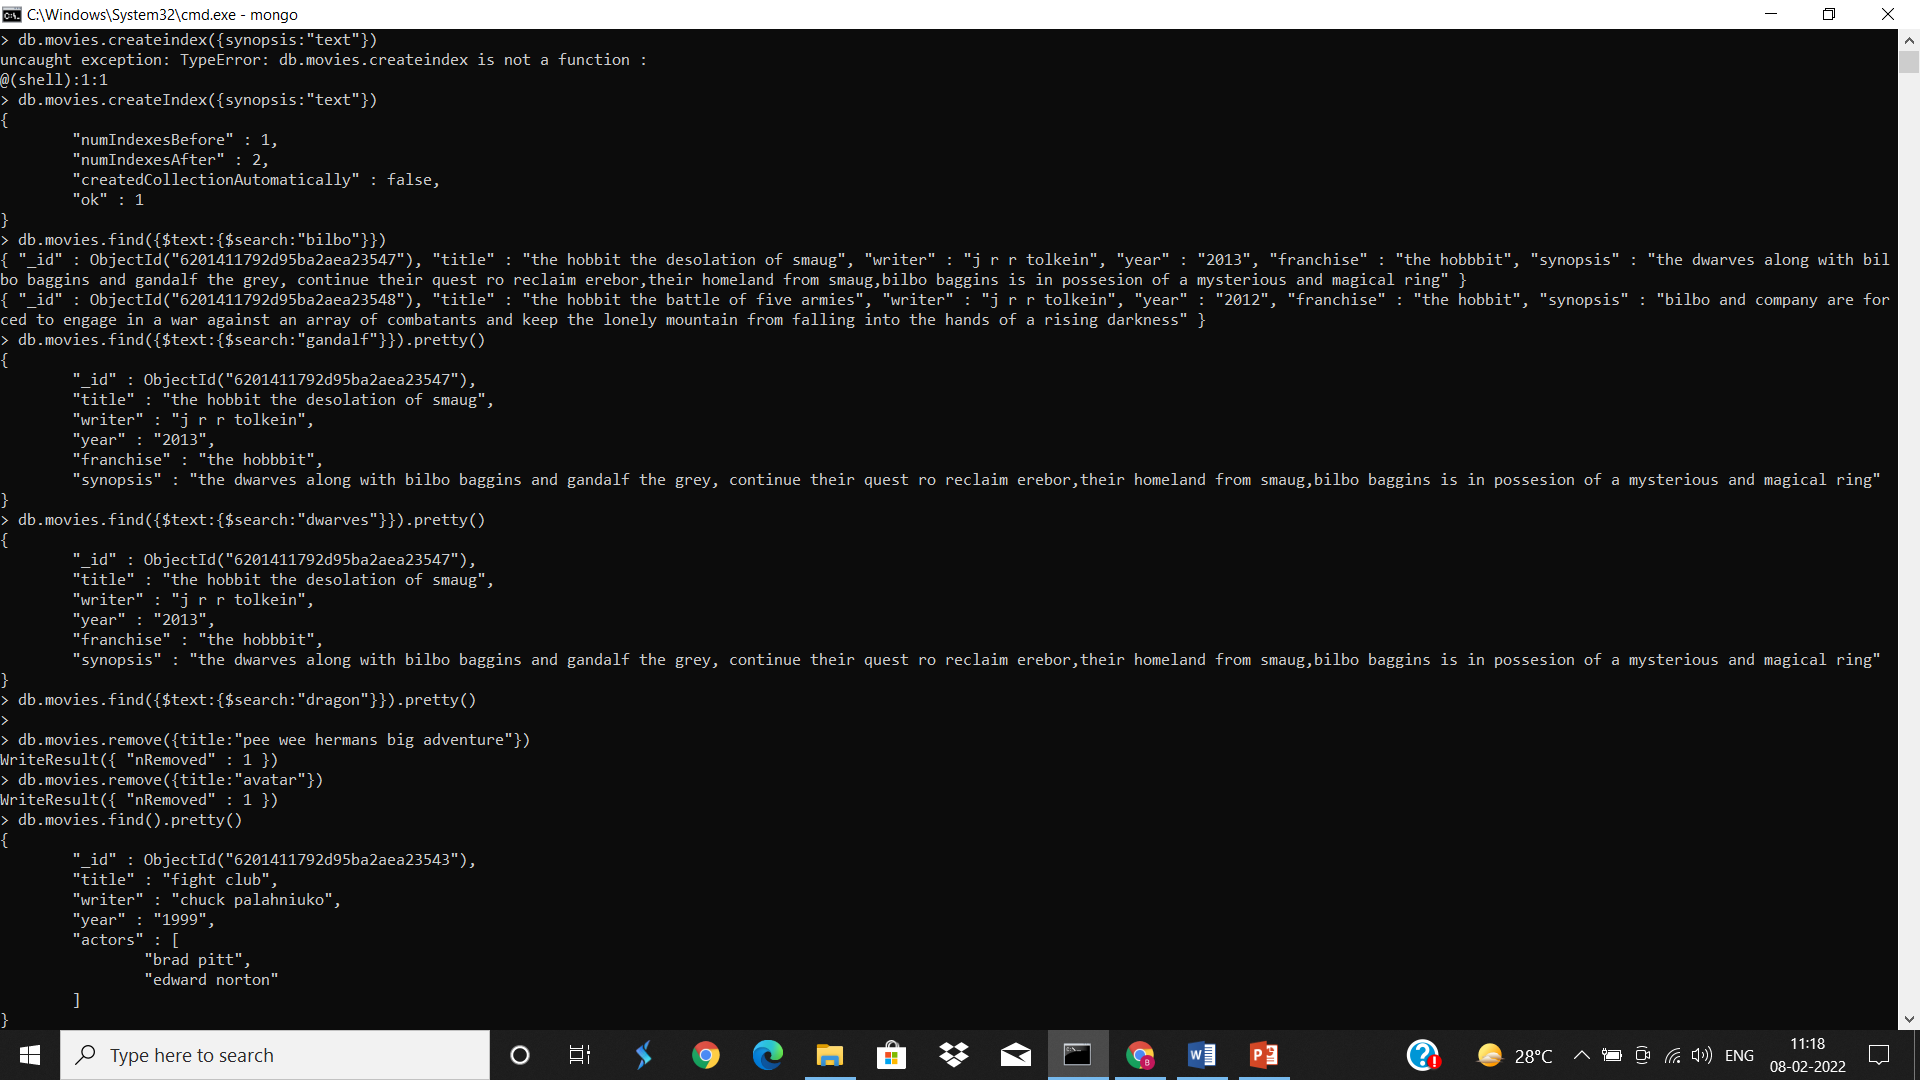 C:\Windows\System32\cmd.exe - mongo
> db.movies.createindex({synopsis:"text"})
uncaught exception: TypeError: db.movies.createindex is not a function :
@(shell):1:1
> db.movies.createIndex({synopsis:"text"})
{
        "numIndexesBefore" : 1,
        "numIndexesAfter" : 2,
        "createdCollectionAutomatically" : false,
        "ok" : 1
}
> db.movies.find({$text:{$search:"bilbo"}})
{ "_id" : ObjectId("6201411792d95ba2aea23547"), "title" : "the hobbit the desolation of smaug", "writer" : "j r r tolkein", "year" : "2013", "franchise" : "the hobbbit", "synopsis" : "the dwarves along with bil
bo baggins and gandalf the grey, continue their quest ro reclaim erebor,their homeland from smaug,bilbo baggins is in possesion of a mysterious and magical ring" }
{ "_id" : ObjectId("6201411792d95ba2aea23548"), "title" : "the hobbit the battle of five armies", "writer" : "j r r tolkein", "year" : "2012", "franchise" : "the hobbit", "synopsis" : "bilbo and company are for
ced to engage in a war against an array of combatants and keep the lonely mountain from falling into the hands of a rising darkness" }
> db.movies.find({$text:{$search:"gandalf"}}).pretty()
{
        "_id" : ObjectId("6201411792d95ba2aea23547"),
        "title" : "the hobbit the desolation of smaug",
        "writer" : "j r r tolkein",
        "year" : "2013",
        "franchise" : "the hobbbit",
        "synopsis" : "the dwarves along with bilbo baggins and gandalf the grey, continue their quest ro reclaim erebor,their homeland from smaug,bilbo baggins is in possesion of a mysterious and magical ring"
}
> db.movies.find({$text:{$search:"dwarves"}}).pretty()
{
        "_id" : ObjectId("6201411792d95ba2aea23547"),
        "title" : "the hobbit the desolation of smaug",
        "writer" : "j r r tolkein",
        "year" : "2013",
        "franchise" : "the hobbbit",
        "synopsis" : "the dwarves along with bilbo baggins and gandalf the grey, continue their quest ro reclaim erebor,their homeland from smaug,bilbo baggins is in possesion of a mysterious and magical ring"
}
> db.movies.find({$text:{$search:"dragon"}}).pretty()
>
> db.movies.remove({title:"pee wee hermans big adventure"})
WriteResult({ "nRemoved" : 1 })
> db.movies.remove({title:"avatar"})
WriteResult({ "nRemoved" : 1 })
> db.movies.find().pretty()
{
        "_id" : ObjectId("6201411792d95ba2aea23543"),
        "title" : "fight club",
        "writer" : "chuck palahniuko",
        "year" : "1999",
        "actors" : [
                "brad pitt",
                "edward norton"
        ]
}
Type here to search
28°C
ENG
11:18
08-02-2022